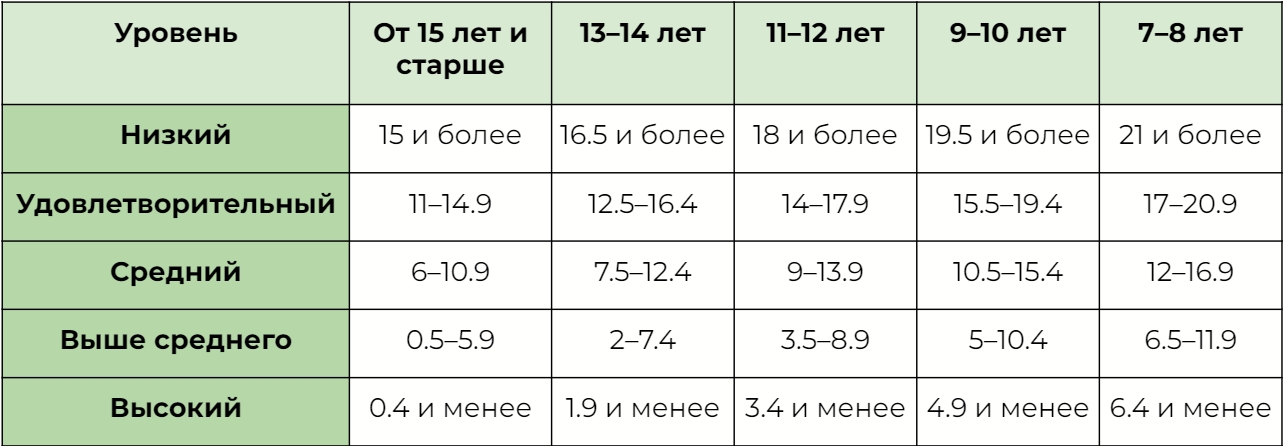 Уровень От 15 лет и старше 13–14 лет 11–12 лет 9–10 лет 7–8 лет
Низкий 15 и более 16.5 и более 18 и более 19.5 и более 21 и более
Удовлетворительный 11–14.9 12.5–16.4 14–17.9 15.5–19.4 17–20.9
Средний 6–10.9 7.5–12.4 9–13.9 10.5–15.4 12–16.9
Выше среднего 0.5–5.9 2–7.4 3.5–8.9 5–10.4 6.5–11.9
Высокий 0.4 и менее 1.9 и менее 3.4 и менее 4.9 и менее 6.4 и менее